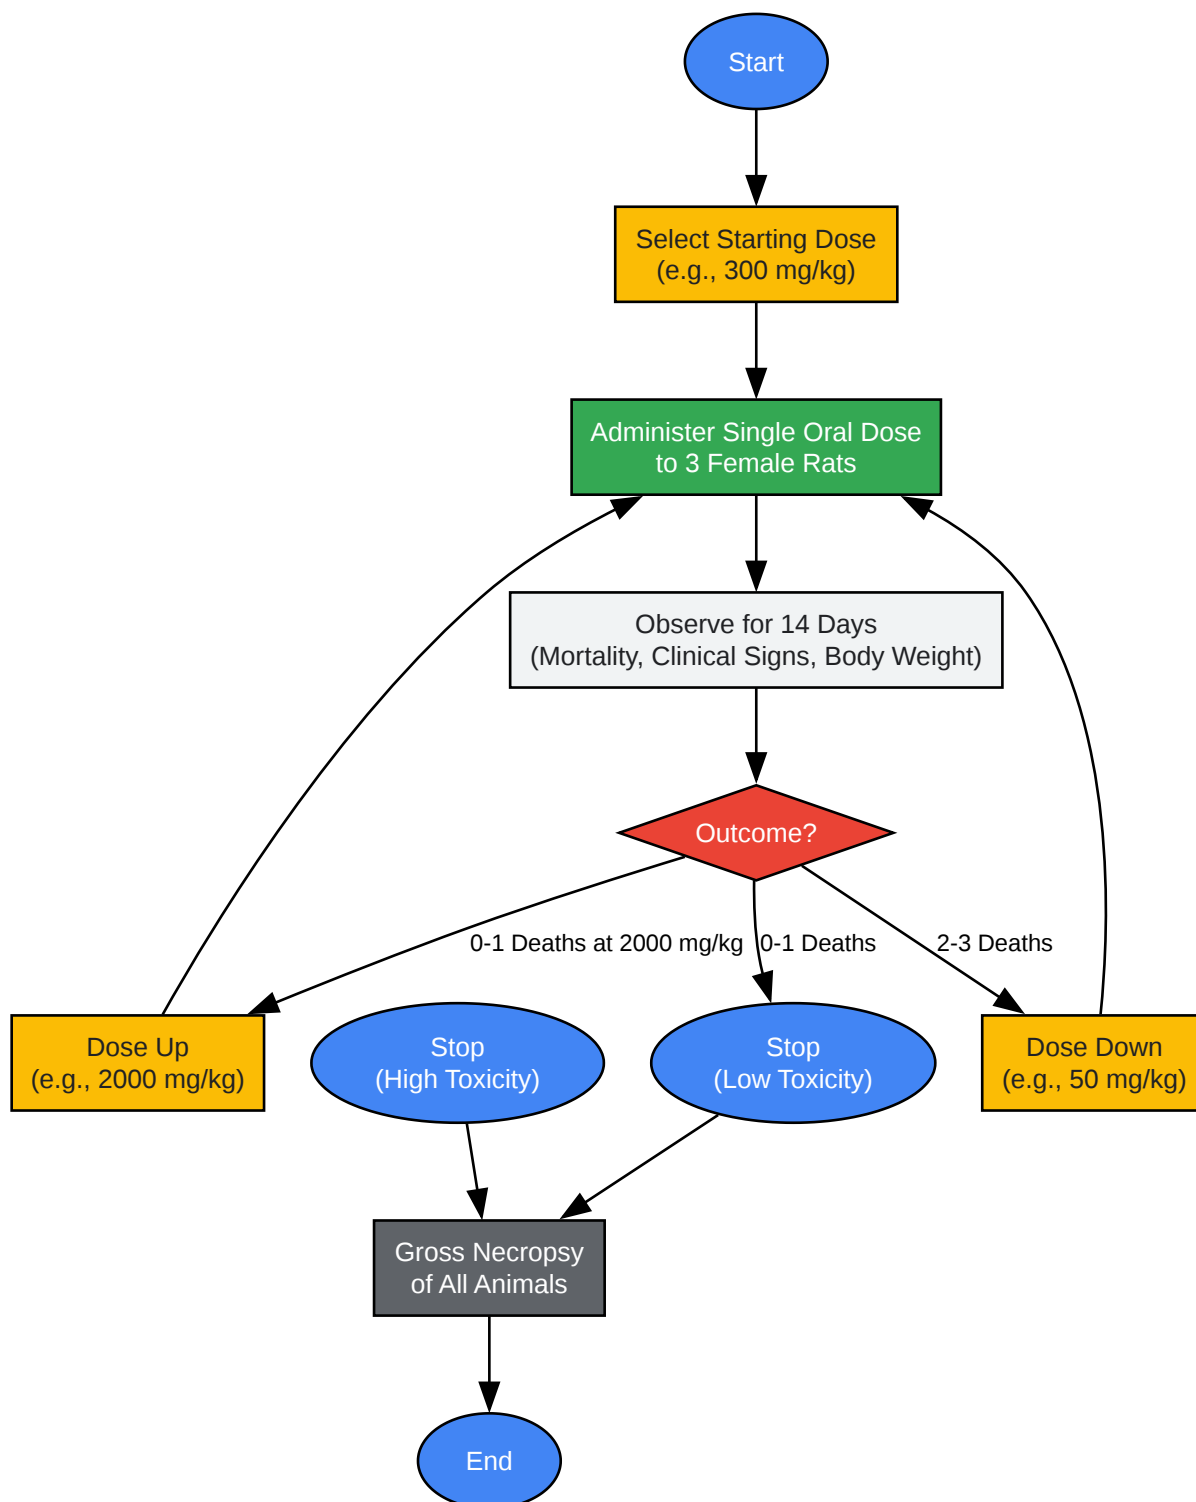 Start
Select Starting Dose
(e.g., 300 mg/kg)
Administer Single Oral Dose
to 3 Female Rats
Observe for 14 Days
(Mortality, Clinical Signs, Body Weight)
Outcome?
0-1 Deaths at 2000 mg/kg
0-1 Deaths
2-3 Deaths
Dose Up
(e.g., 2000 mg/kg)
Stop
(High Toxicity)
Stop
(Low Toxicity)
Dose Down
(e.g., 50 mg/kg)
Gross Necropsy
of All Animals
End